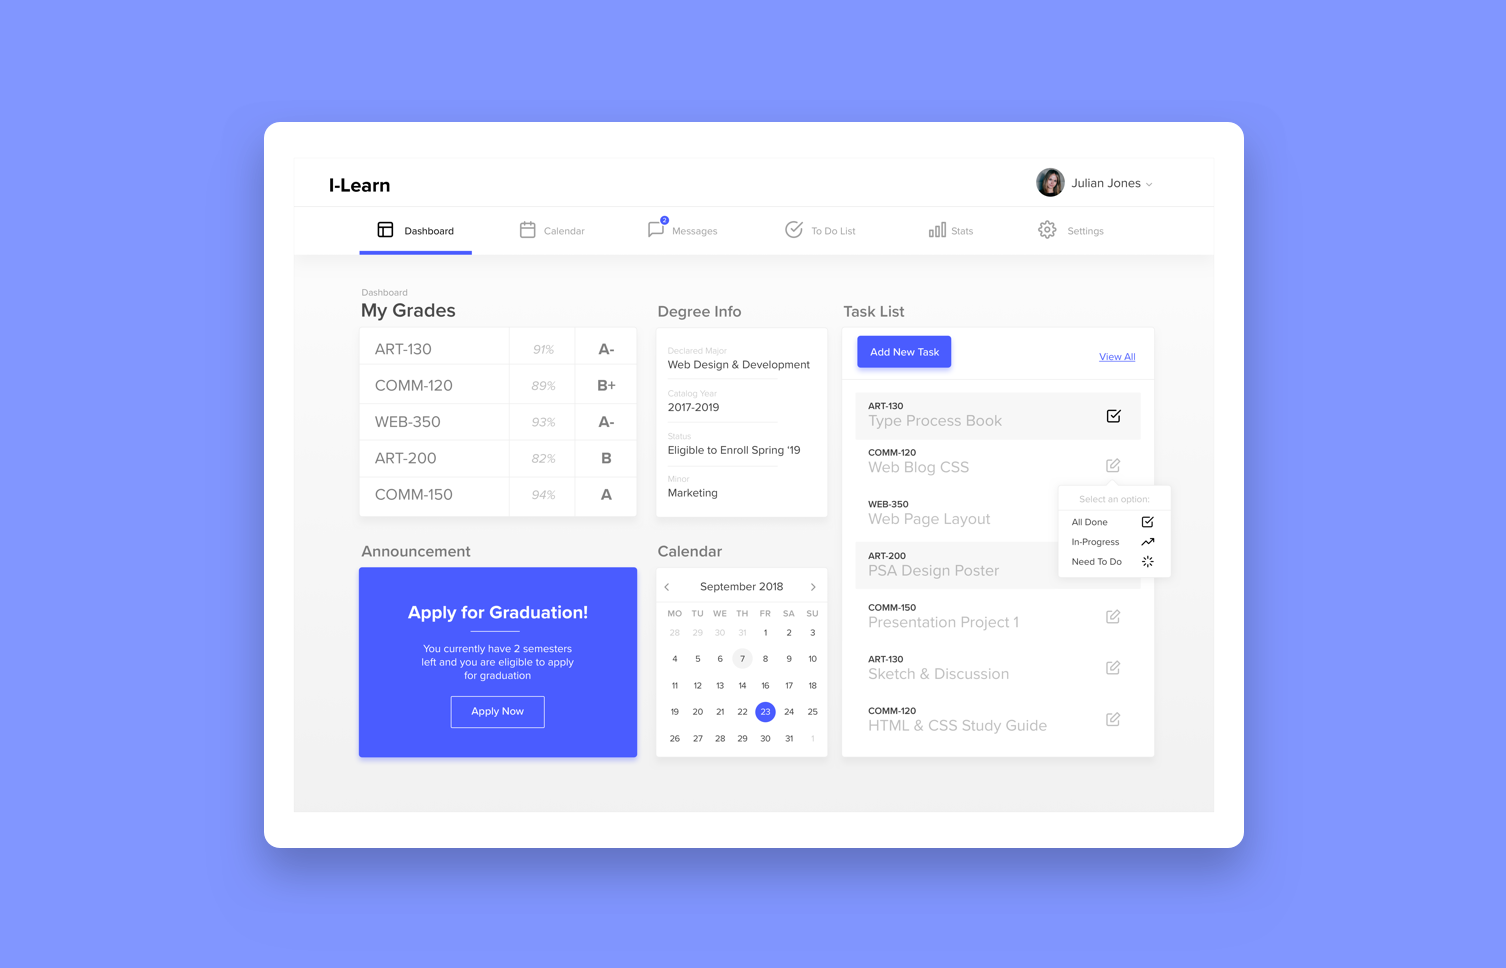 I-Learn
Julian Jones
Dashboard
Calendar
2
Messages
To Do List
Stats
Settings
Dashboard
My Grades
ART-130 91% A-
COMM-120 89% B+
WEB-350 93% A-
ART-200 82% B
COMM-150 94% A
Degree Info
Declared Major
Web Design & Development
Catalog Year
2017-2019
Status
Eligible to Enroll Spring '19
Minor
Marketing
Task List
Add New Task
View All
ART-130
Type Process Book
COMM-120
Web Blog CSS
WEB-350
Web Page Layout
ART-200
PSA Design Poster
COMM-150
Presentation Project 1
ART-130
Sketch & Discussion
COMM-120
HTML & CSS Study Guide
Select an option:
All Done
In-Progress
Need To Do
Announcement
Apply for Graduation!
You currently have 2 semesters
left and you are eligible to apply
for graduation
Apply Now
Calendar
September 2018
MO TU WE TH FR SA SU
28 29 30 31 1 2 3
4 5 6 7 8 9 10
11 12 13 14 16 17 18
19 20 21 22 23 24 25
26 27 28 29 30 31 1